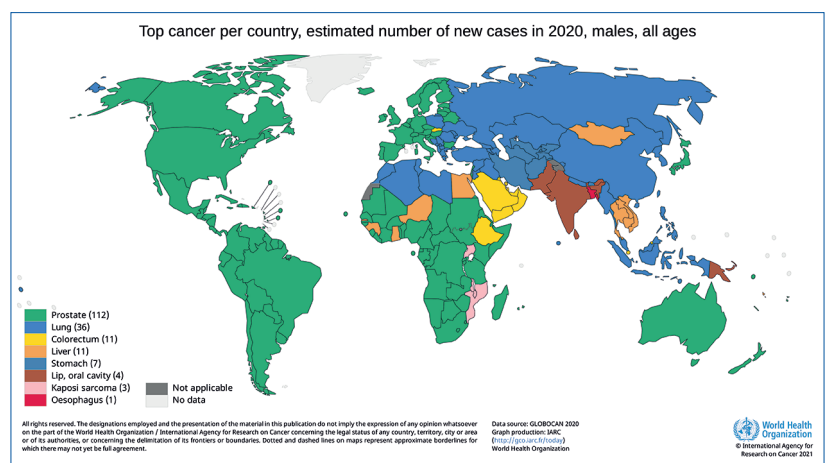 Top cancer per country, estimated number of new cases in 2020, males, all ages
Prostate (112)
Lung (36)
Colorectum (11)
Liver (11)
Stomach (7)
Lip, oral cavity (4)
Kaposi sarcoma (3)
Oesophagus (1)
Not applicable
No data
All rights reserved. The designations employed and the presentation of the material in this publication do not imply the expression of any opinion whatsoever
on the part of the World Health Organization / International Agency for Research on Cancer concerning the legal status of any country, territory, city or area
or of its authorities, or concerning the delimitation of its frontiers or boundaries. Dotted and dashed lines on maps represent approximate borderlines for
which there may not yet be full agreement.
Data source: GLOBOCAN 2020
Graph production: IARC
(http://gco.iarc.fr/today)
World Health Organization
World Health
Organization
© International Agency for
Research on Cancer 2021